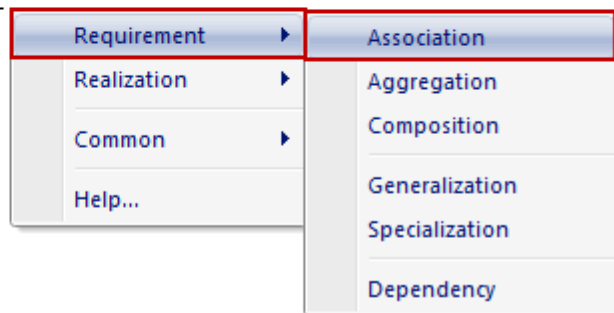 Requirement
Realization
Common
Help...
Association
Aggregation
Composition
Generalization
Specialization
Dependency